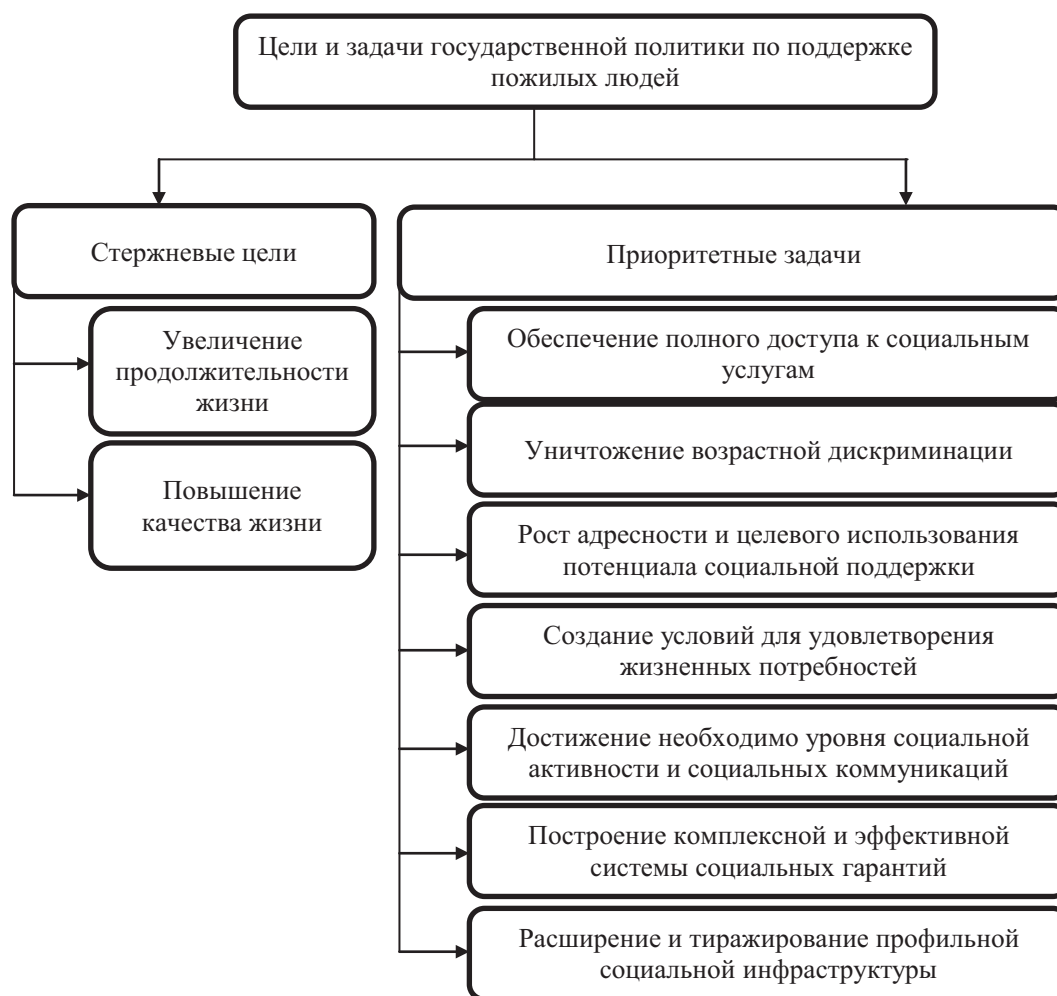 Цели и задачи государственной политики по поддержке
пожилых людей
Стержневые цели
Увеличение
продолжительности
жизни
Повышение
качества жизни
Приоритетные задачи
Обеспечение полного доступа к социальным
услугам
Уничтожение возрастной дискриминации
Рост адресности и целевого использования
потенциала социальной поддержки
Создание условий для удовлетворения
жизненных потребностей
Достижение необходимо уровня социальной
активности и социальных коммуникаций
Построение комплексной и эффективной
системы социальных гарантий
Расширение и тиражирование профильной
социальной инфраструктуры